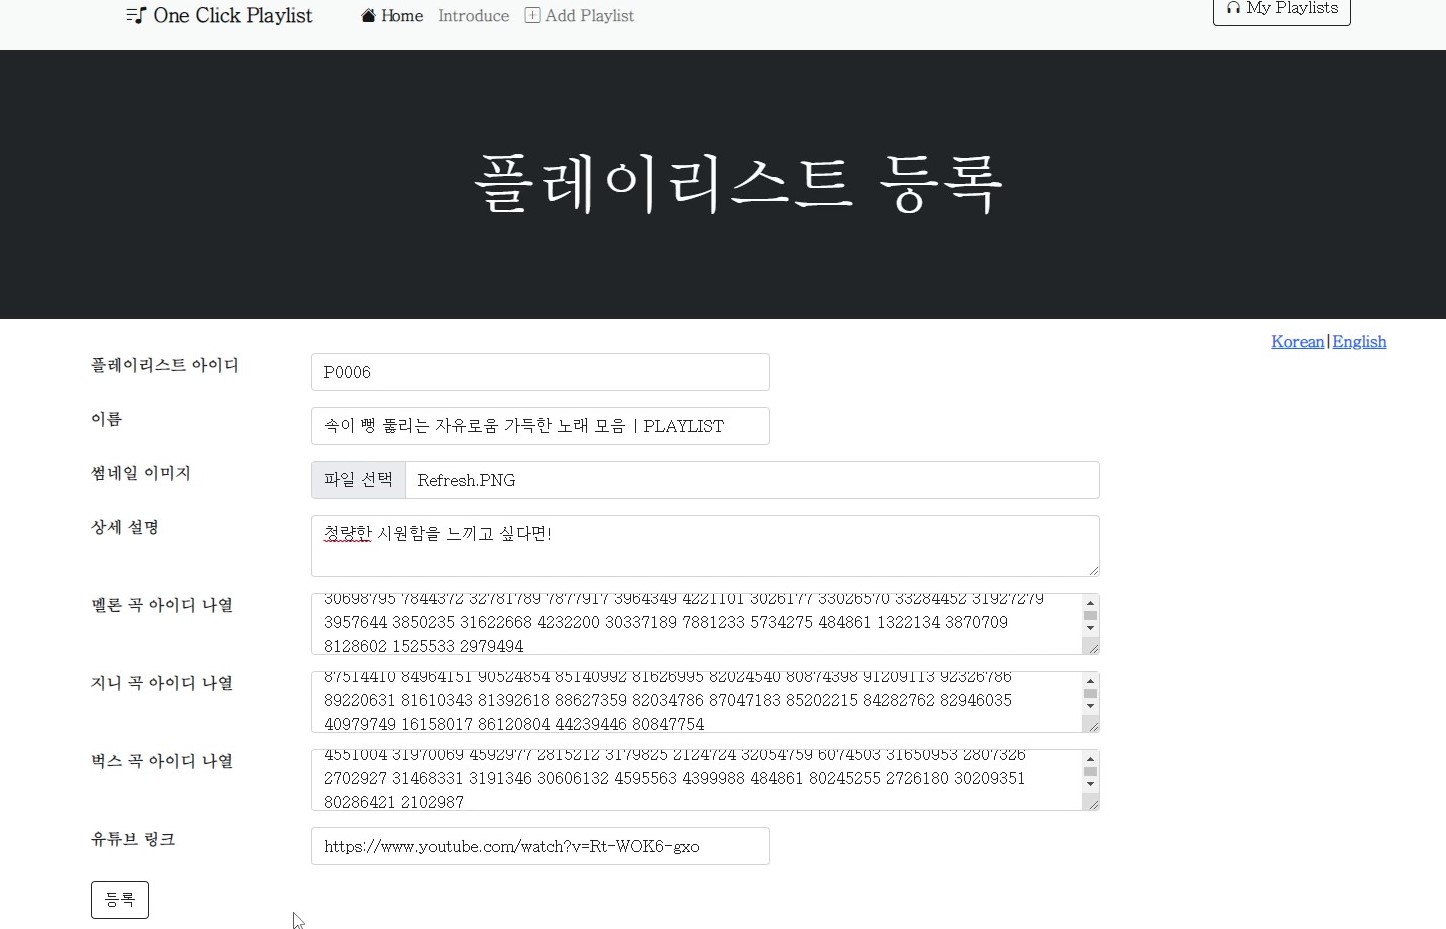 One Click Playlist
Home Introduce Add Playlist
My Playlists
플레이리스트 등록
Korean|English
플레이리스트 아이디
P0006
이름
속이 뻥 뚫리는 자유로움 가득한 노래 모음 | PLAYLIST
썸네일 이미지
파일 선택 Refresh.PNG
상세 설명
청량한 시원함을 느끼고 싶다면!
멜론 곡 아이디 나열
30698795 7844372 32781789 7877917 3964349 4221101 3026177 33026570 33284452 31927279
3957644 3850235 31622668 4232200 30337189 7881233 5734275 484861 1322134 3870709
8128602 1525533 2979494
지니 곡 아이디 나열
87514410 84964151 90524854 85140992 81626995 82024540 80874398 91209113 92326786
89220631 81610343 81392618 88627359 82034786 87047183 85202215 84282762 82946035
40979749 16158017 86120804 44239446 80847754
벅스 곡 아이디 나열
4551004 31970069 4592977 2815212 3179825 2124724 32054759 6074503 31650953 2807326
2702927 31468331 3191346 30606132 4595563 4399988 484861 80245255 2726180 30209351
80286421 2102987
유튜브 링크
https://www.youtube.com/watch?v=Rt-WOK6-gxo
등록